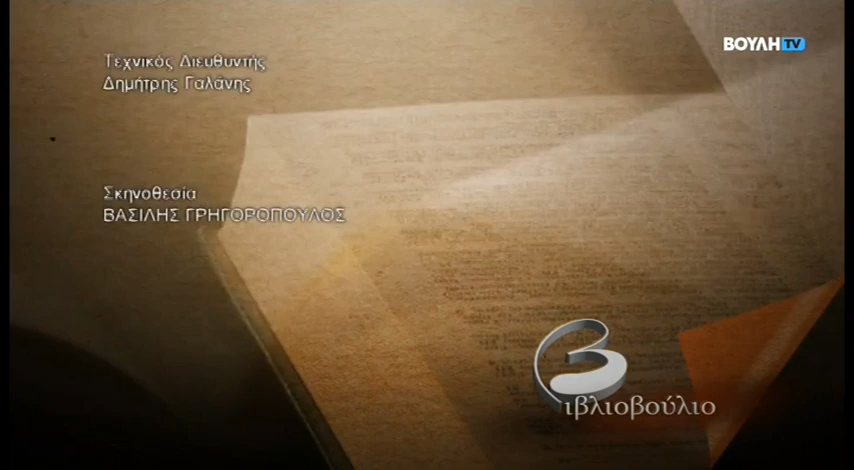 ΒΟΥΛΗ TV
Τεχνικός Διευθυντής
Δημήτρης Γαλάνης
Σκηνοθεσία
ΒΑΣΙΛΗΣ ΓΡΗΓΟΡΟΠΟΥΛΟΣ
Βιβλιοβούλιο